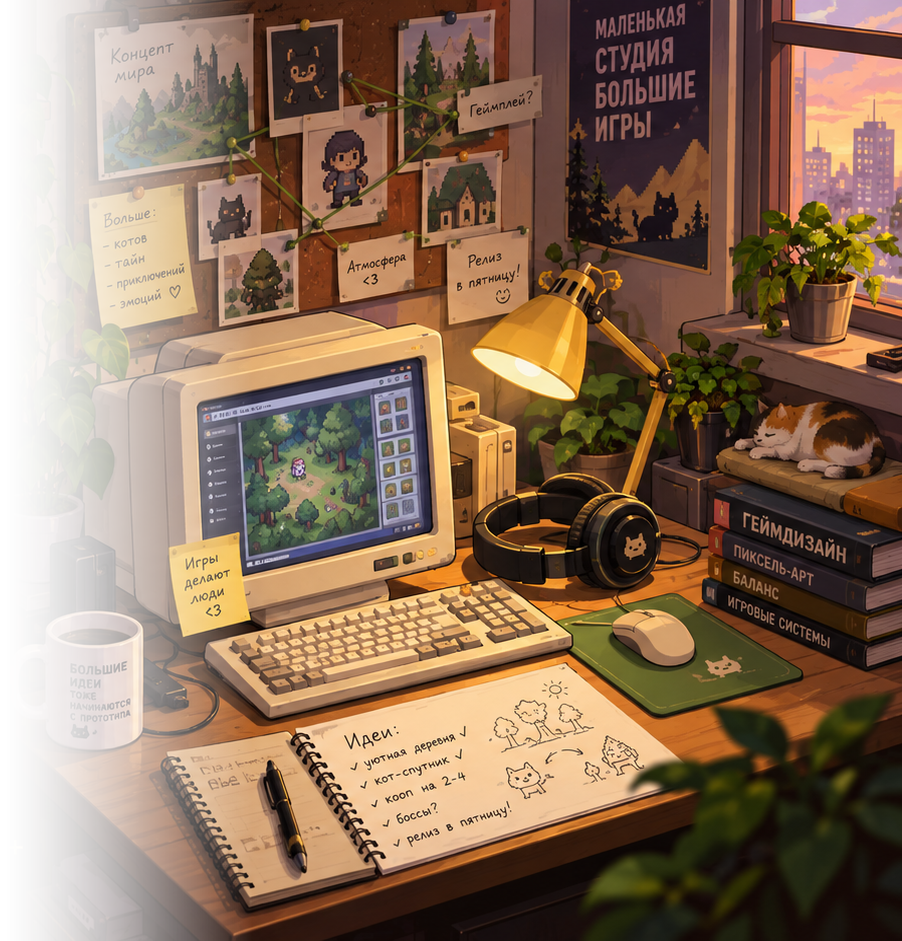 Концепт
мира
Геймплей?
МАЛЕНЬКАЯ
СТУДИЯ
БОЛЬШИЕ
ИГРЫ
Больше:
- котов
- тайн
- приключений
- эмоций ♡
Атмосфера
<3
Релиз
в пятницу!
Игры
делают
люди
<3
ГЕЙМДИЗАЙН
ПИКСЕЛЬ-АРТ
БАЛАНС
ИГРОВЫЕ СИСТЕМЫ
БОЛЬШИЕ
ИДЕИ
ТОЖЕ
НАЧИНАЮТСЯ
С ПРОТОТИПА
Идеи:
✓ уютная деревня ✓
✓ кот-спутник ✓
✓ кооп на 2-4
✓ боссы?
✓ релиз в пятницу!